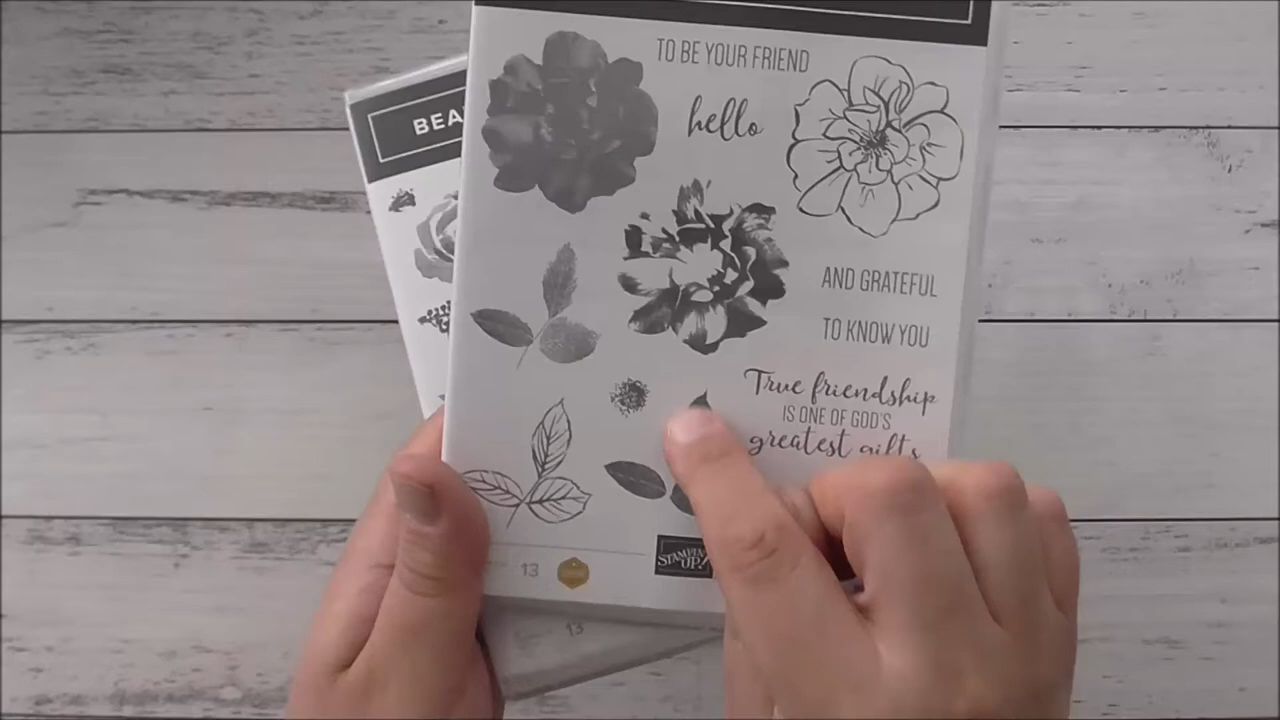 TO BE YOUR FRIEND
hello
BEA
AND GRATEFUL
TO KNOW YOU
True friendship
IS ONE OF GOD'S
greatest gifts
STAMPIN'
UP!
13
13